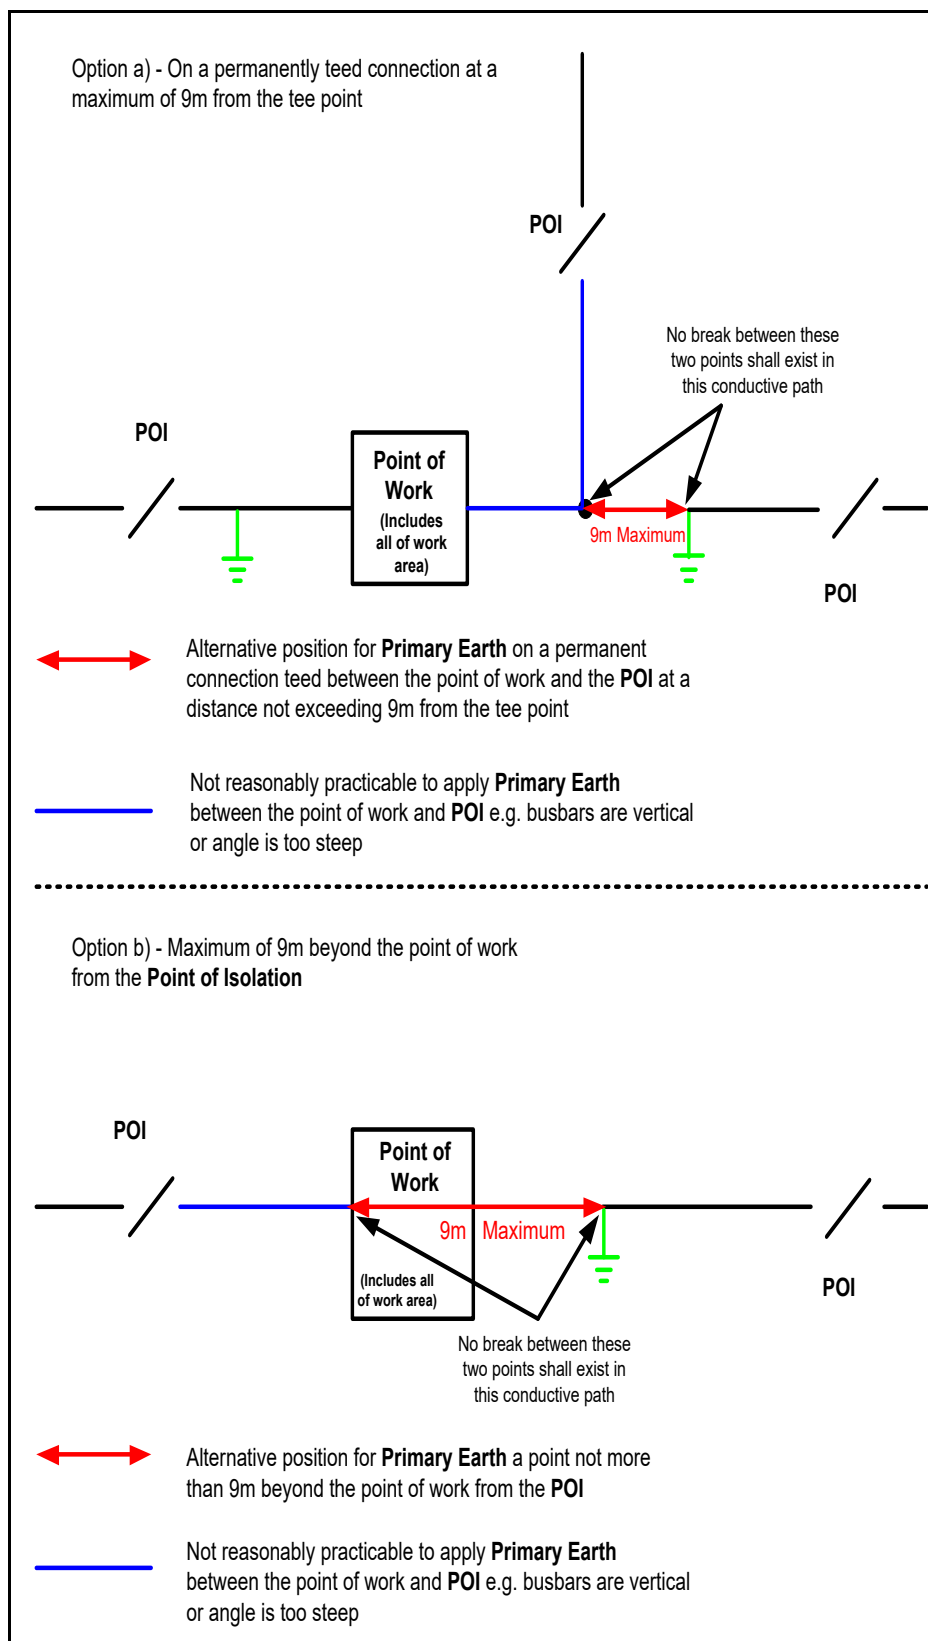 Option a) - On a permanently teed connection at a
maximum of 9m from the tee point
POI
No break between these
two points shall exist in
this conductive path
POI
Point of
Work
(Includes
all of work
area)
9m Maximum
POI
Alternative position for Primary Earth on a permanent
connection teed between the point of work and the POI at a
distance not exceeding 9m from the tee point
Not reasonably practicable to apply Primary Earth
between the point of work and POI e.g. busbars are vertical
or angle is too steep
Option b) - Maximum of 9m beyond the point of work
from the Point of Isolation
POI
Point of
Work
9m Maximum
(Includes all
of work area)
POI
No break between these
two points shall exist in
this conductive path
Alternative position for Primary Earth a point not more
than 9m beyond the point of work from the POI
Not reasonably practicable to apply Primary Earth
between the point of work and POI e.g. busbars are vertical
or angle is too steep